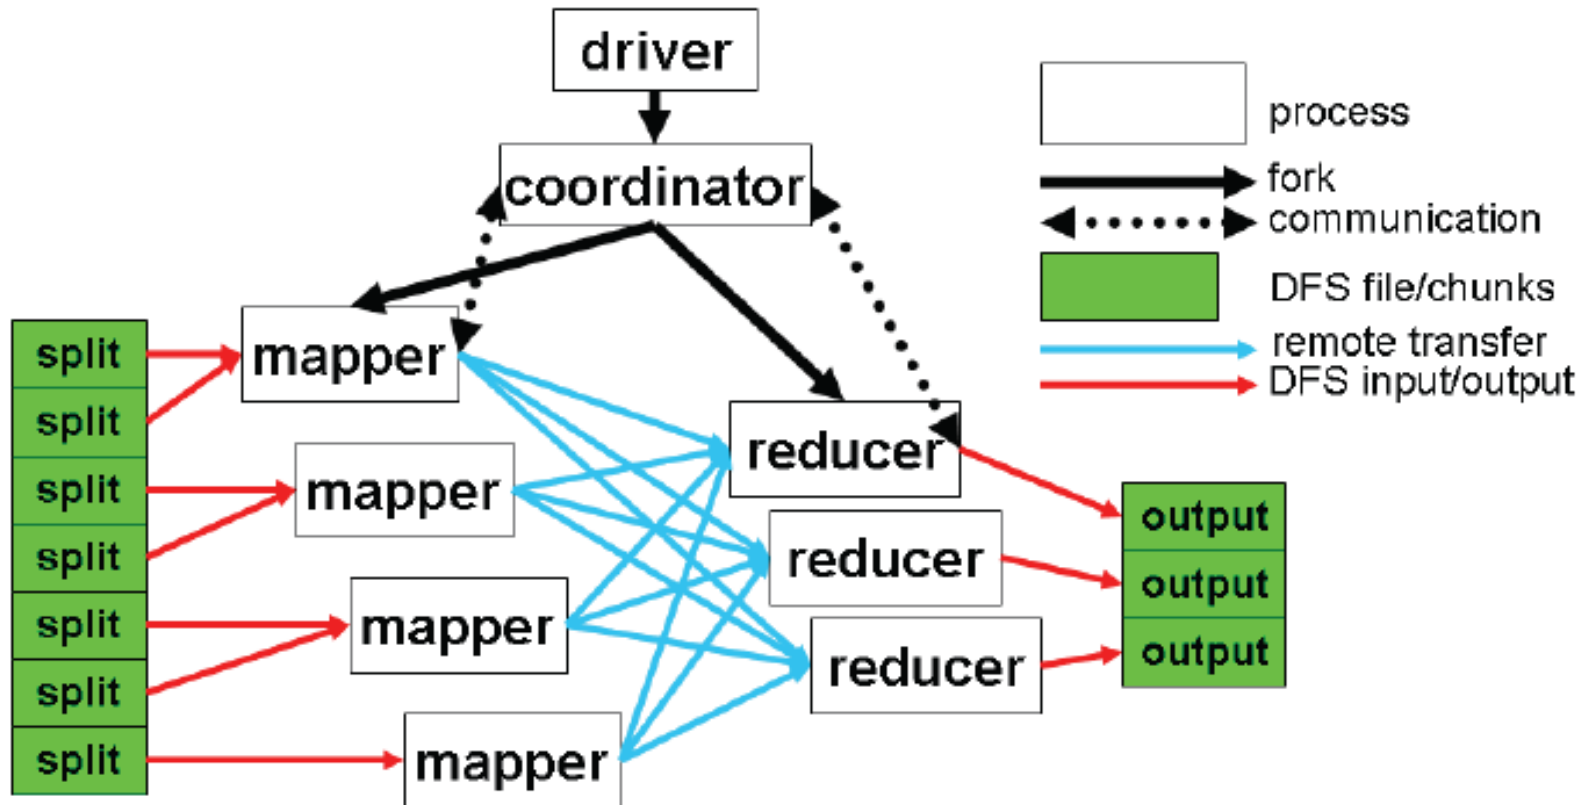 driver
coordinator
process
fork
communication
DFS file/chunks
remote transfer
DFS input/output
split
split
split
split
split
split
split
mapper
mapper
mapper
mapper
reducer
reducer
reducer
output
output
output